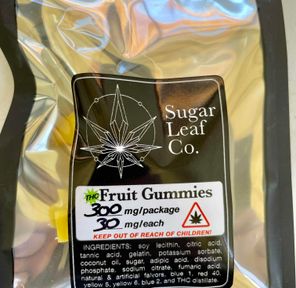 Sugar
Leaf
Co.
THC Fruit Gummies
300 mg/package
30 mg/each
KEEP OUT OF REACH OF CHILDREN!
INGREDIENTS: soy lecithin, citric acid,
tannic acid, gelatin, potassium sorbate,
coconut oil, sugar, adipic acid, disodium
phosphate, sodium citrate, fumaric acid,
natural & artificial falvors, blue 1, red 40,
yellow 5, yellow 6, blue 2, and THC distillate.